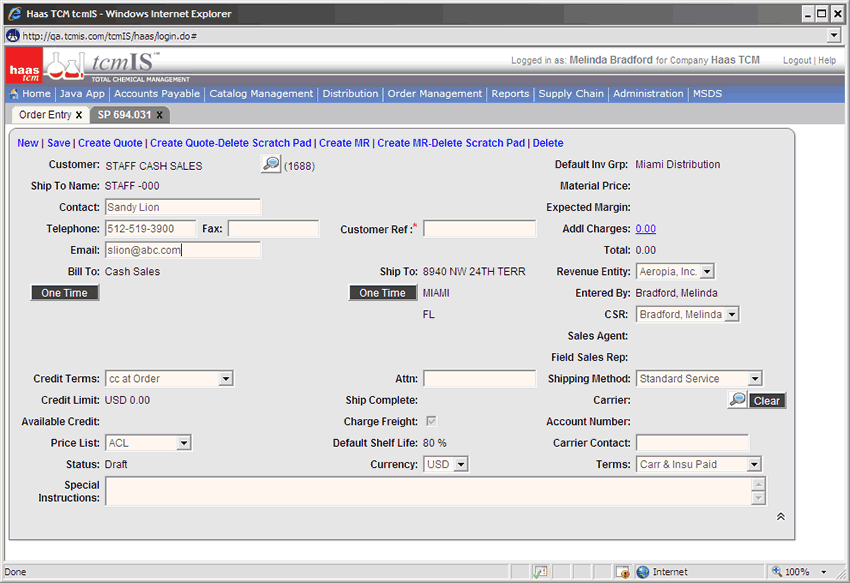 Haas TCM tcmIS - Windows Internet Explorer
http://qa.tcmis.com/tcmIS/haas/login.do#
haas tcm tcmIS™ TOTAL CHEMICAL MANAGEMENT Logged in as: Melinda Bradford for Company Haas TCM Logout | Help
Home | Java App | Accounts Payable | Catalog Management | Distribution | Order Management | Reports | Supply Chain | Administration | MSDS
Order Entry X SP 694.031 X
New | Save | Create Quote | Create Quote-Delete Scratch Pad | Create MR | Create MR-Delete Scratch Pad | Delete
Customer: STAFF CASH SALES (1688) Default Inv Grp: Miami Distribution
Ship To Name: STAFF -000 Material Price:
Contact: Sandy Lion Expected Margin:
Telephone: 512-519-3900 Fax: Customer Ref :* Addl Charges: 0.00
Email: slion@abc.com Total: 0.00
Bill To: Cash Sales Ship To: 8940 NW 24TH TERR Revenue Entity: Aeropia, Inc.
One Time One Time MIAMI Entered By: Bradford, Melinda
FL CSR: Bradford, Melinda
Sales Agent:
Field Sales Rep:
Credit Terms: cc at Order Attn: Shipping Method: Standard Service
Credit Limit: USD 0.00 Ship Complete: Carrier: Clear
Available Credit: Charge Freight: Account Number:
Price List: ACL Default Shelf Life: 80 % Carrier Contact:
Status: Draft Currency: USD Terms: Carr & Insu Paid
Special
Instructions:
Done Internet 100%